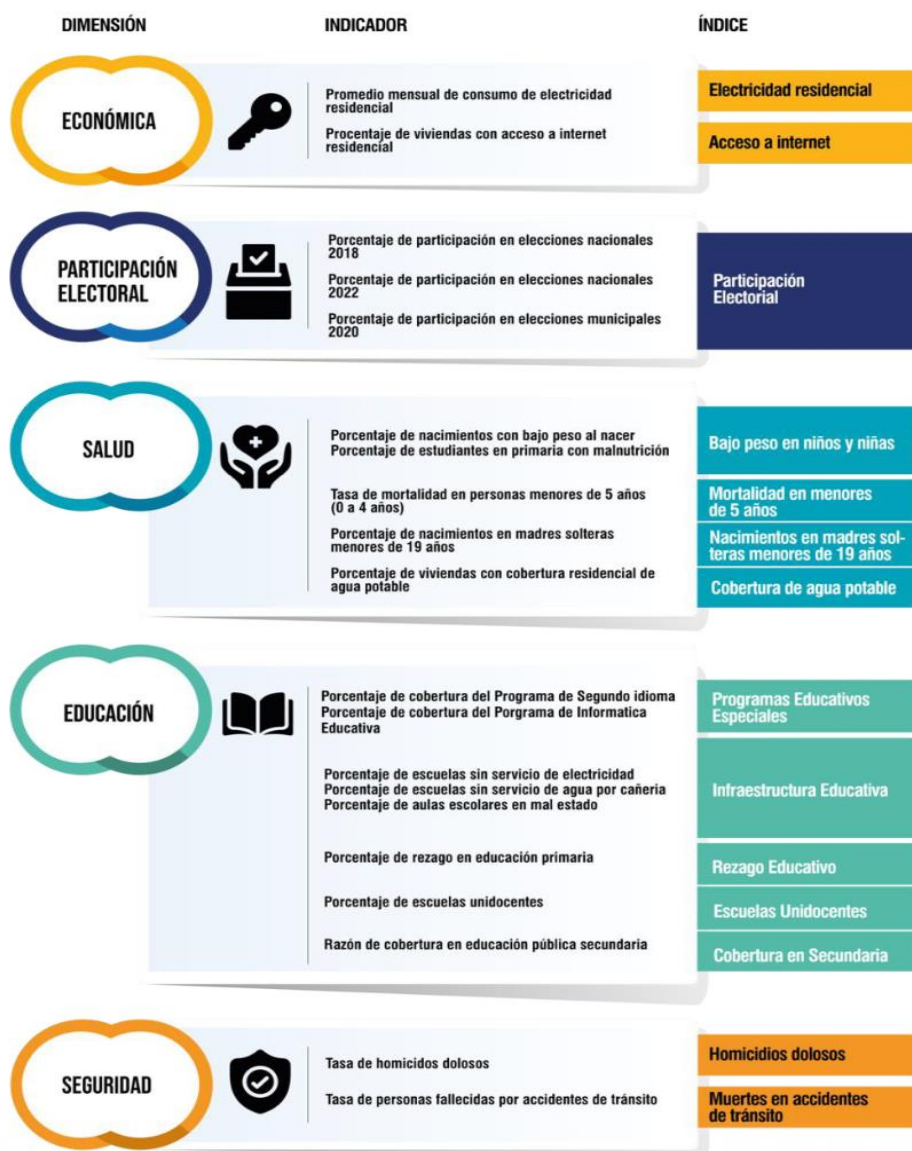 DIMENSIÓN
INDICADOR
ÍNDICE
ECONÓMICA
Promedio mensual de consumo de electricidad
residencial
Procentaje de viviendas con acceso a internet
residencial
Electricidad residencial
Acceso a internet
PARTICIPACIÓN
ELECTORAL
Porcentaje de participación en elecciones nacionales
2018
Porcentaje de participación en elecciones nacionales
2022
Porcentaje de participación en elecciones municipales
2020
Participación
Electorial
SALUD
Porcentaje de nacimientos con bajo peso al nacer
Porcentaje de estudiantes en primaria con malnutrición
Tasa de mortalidad en personas menores de 5 años
(0 a 4 años)
Porcentaje de nacimientos en madres solteras
menores de 19 años
Porcentaje de viviendas con cobertura residencial de
agua potable
Bajo peso en niños y niñas
Mortalidad en menores
de 5 años
Nacimientos en madres sol-
teras menores de 19 años
Cobertura de agua potable
EDUCACIÓN
Porcentaje de cobertura del Programa de Segundo idioma
Porcentaje de cobertura del Porgrama de Informatica
Educativa
Porcentaje de escuelas sin servicio de electricidad
Porcentaje de escuelas sin servicio de agua por cañeria
Porcentaje de aulas escolares en mal estado
Porcentaje de rezago en educación primaria
Porcentaje de escuelas unidocentes
Razón de cobertura en educación pública secundaria
Programas Educativos
Especiales
Infraestructura Educativa
Rezago Educativo
Escuelas Unidocentes
Cobertura en Secundaria
SEGURIDAD
Tasa de homicidos dolosos
Tasa de personas fallecidas por accidentes de tránsito
Homicidios dolosos
Muertes en accidentes
de tránsito